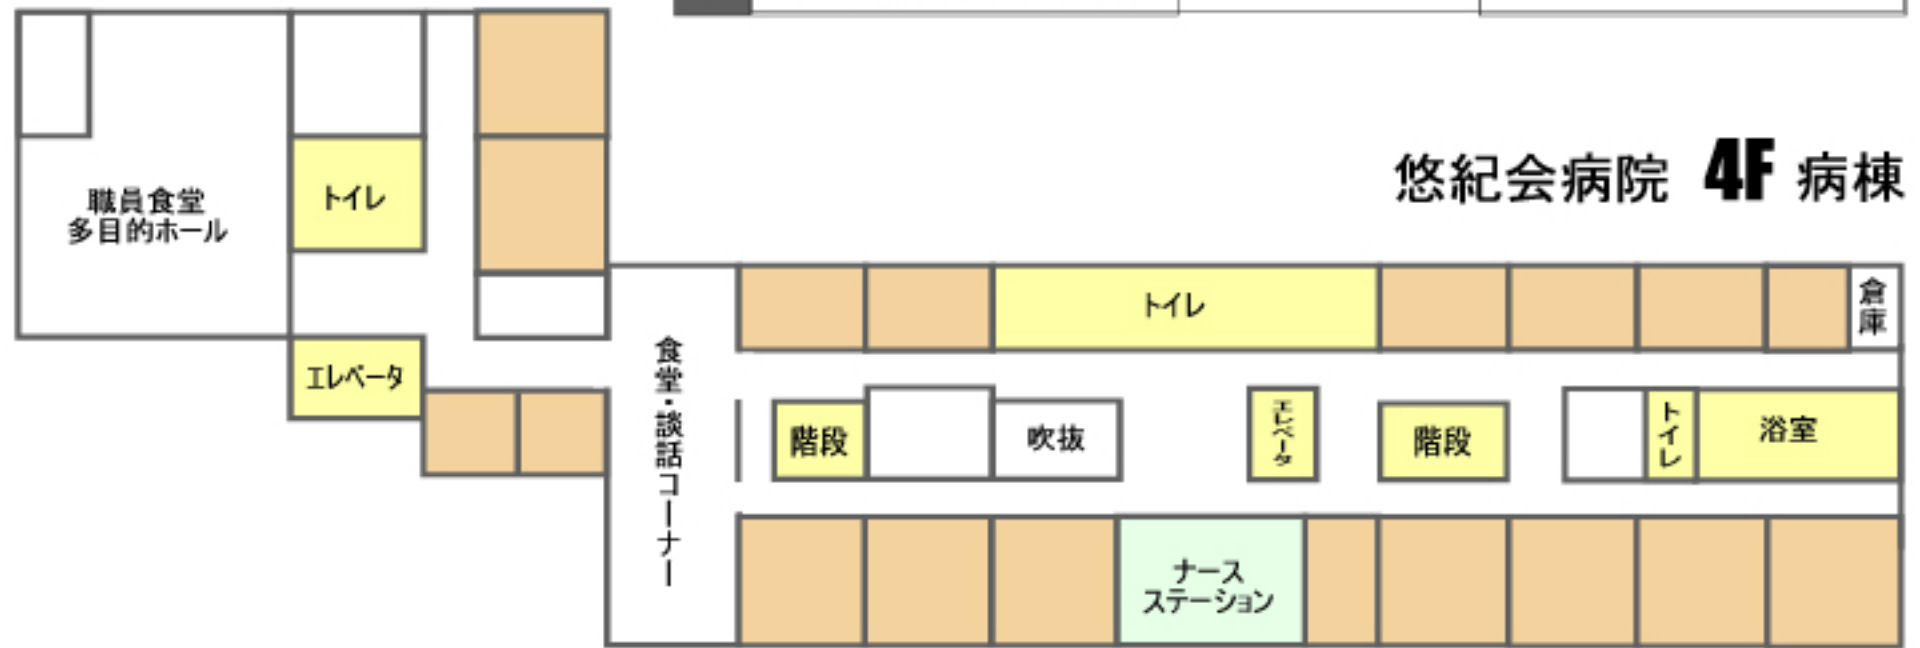 悠紀会病院 4F 病棟
職員食堂
多目的ホール
トイレ
エレベータ
食堂・談話コーナー
トイレ
倉庫
階段
吹抜
エレベータ
階段
トイレ
浴室
ナース
ステーション